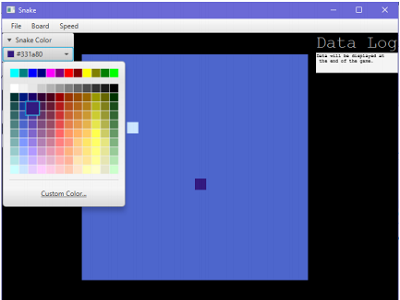 Snake
File Board Speed
Snake Color
#331a80
Data Log
Data will be displayed at
the end of the game.
Custom Color...